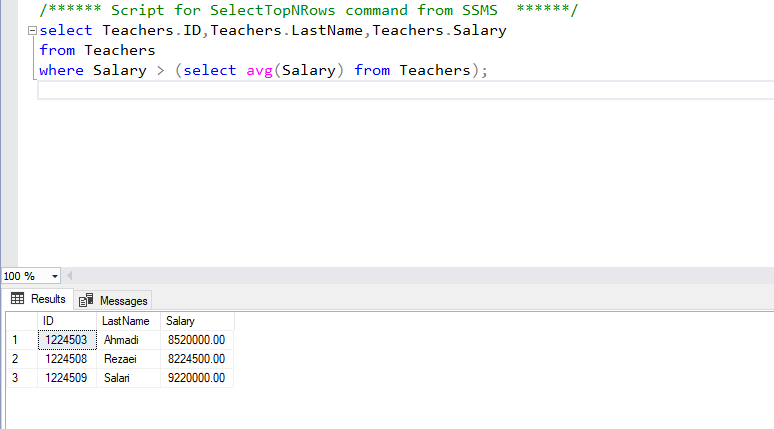 /****** Script for SelectTopNRows command from SSMS  ******/
select Teachers.ID,Teachers.LastName,Teachers.Salary
from Teachers
where Salary > (select avg(Salary) from Teachers);
100 %
Results Messages
ID LastName Salary
1 1224503 Ahmadi 8520000.00
2 1224508 Rezaei 8224500.00
3 1224509 Salari 9220000.00